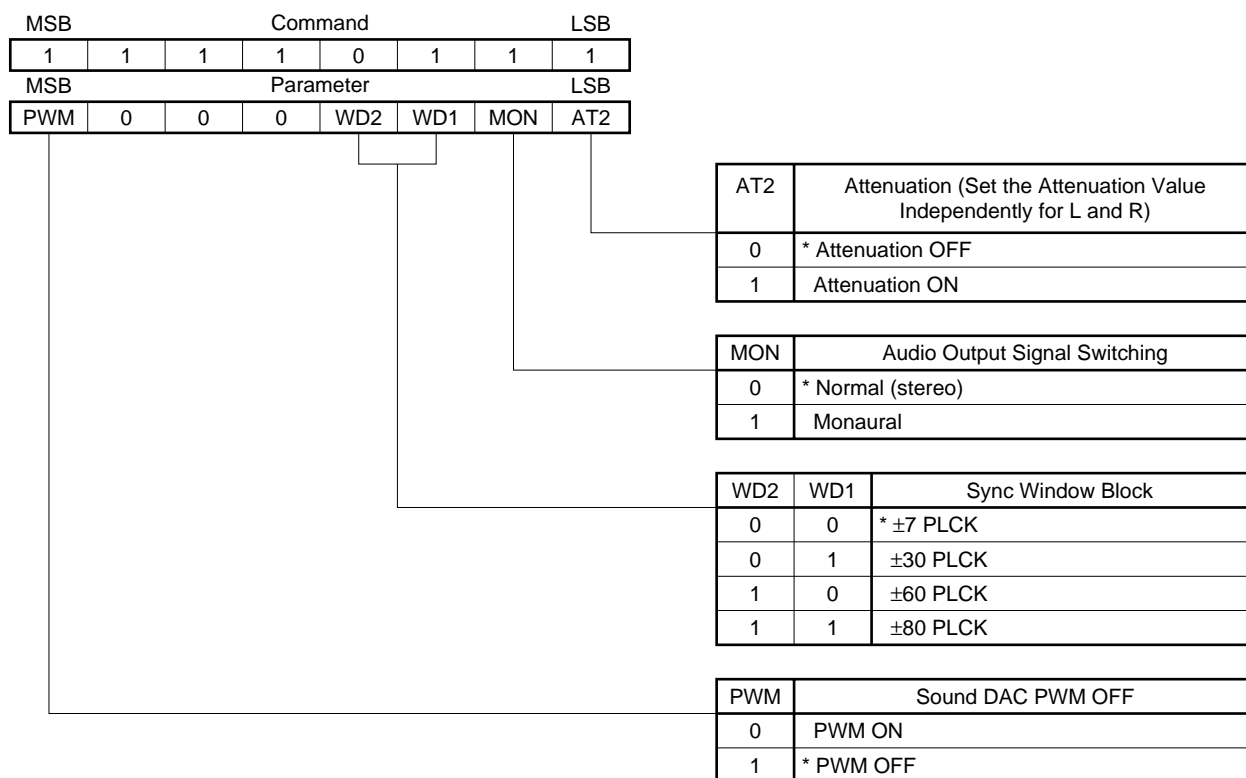 MSB Command LSB
1 1 1 1 0 1 1 1
MSB Parameter LSB
PWM 0 0 0 WD2 WD1 MON AT2
AT2 Attenuation (Set the Attenuation Value
Independently for L and R)
0 * Attenuation OFF
1 Attenuation ON
MON Audio Output Signal Switching
0 * Normal (stereo)
1 Monaural
WD2 WD1 Sync Window Block
0 0 * ±7 PLCK
0 1 ±30 PLCK
1 0 ±60 PLCK
1 1 ±80 PLCK
PWM Sound DAC PWM OFF
0 PWM ON
1 * PWM OFF